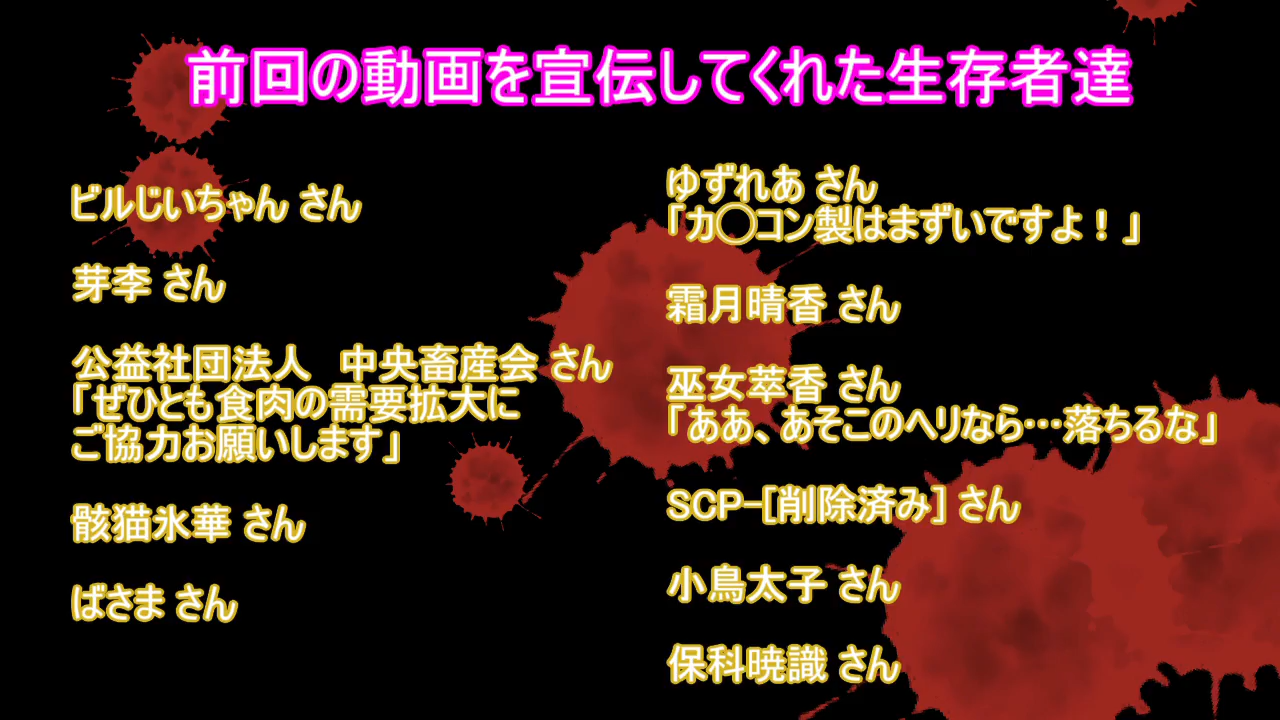 前回の動画を宣伝してくれた生存者達
ビルじいちゃん さん
芽李 さん
公益社団法人　中央畜産会 さん
「ぜひとも食肉の需要拡大に
ご協力お願いします」
骸猫氷華 さん
ばさま さん
ゆずれあ さん
「カ◯コン製はまずいですよ！」
霜月晴香 さん
巫女萃香 さん
「ああ、あそこのヘリなら…落ちるな」
SCP-[削除済み] さん
小鳥太子 さん
保科暁識 さん